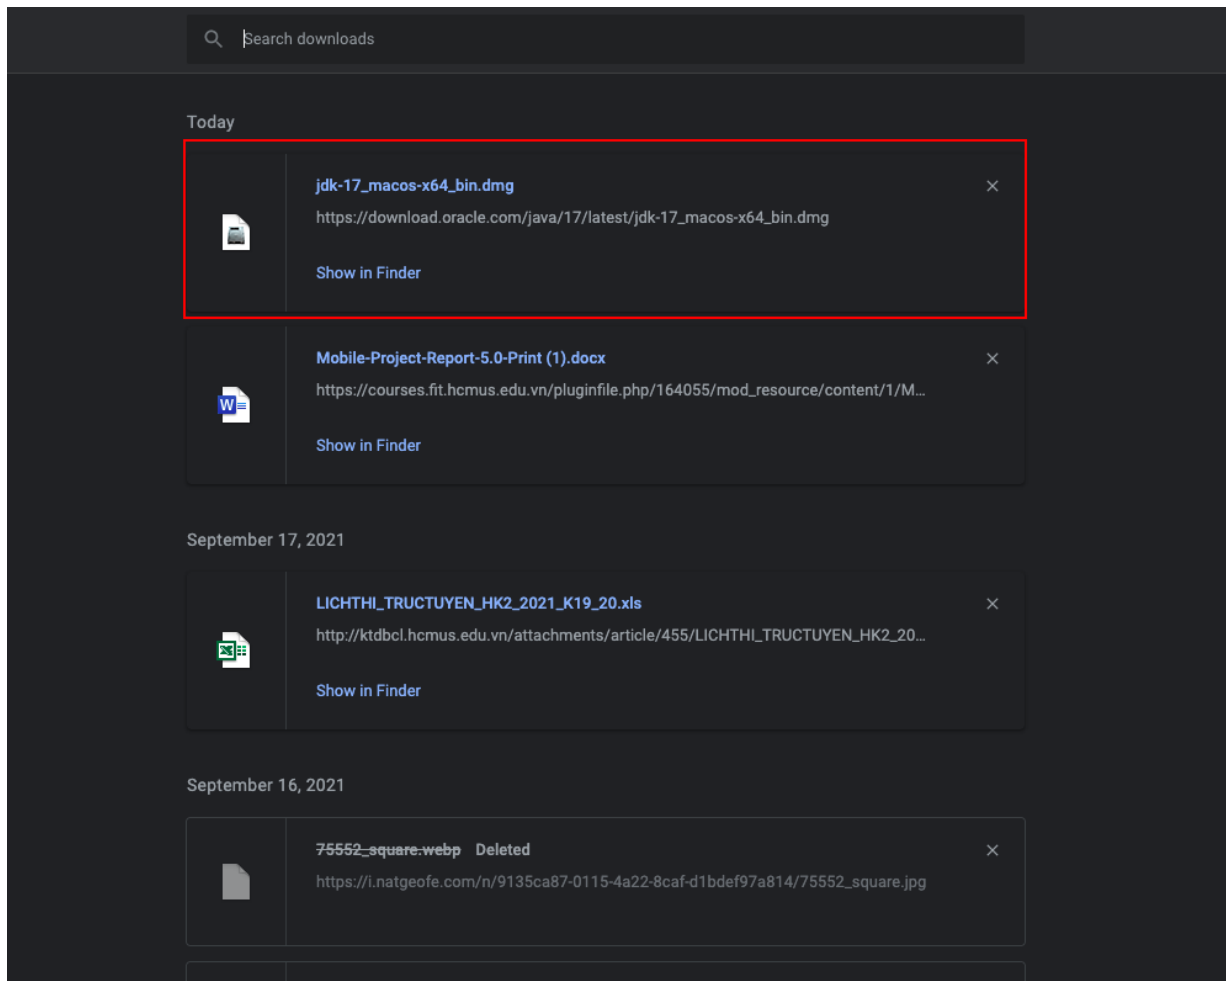 Search downloads
Today
jdk-17_macos-x64_bin.dmg
https://download.oracle.com/java/17/latest/jdk-17_macos-x64_bin.dmg
Show in Finder
Mobile-Project-Report-5.0-Print (1).docx
https://courses.fit.hcmus.edu.vn/pluginfile.php/164055/mod_resource/content/1/M...
Show in Finder
September 17, 2021
LICHTHI_TRUCTUYEN_HK2_2021_K19_20.xls
http://ktdbcl.hcmus.edu.vn/attachments/article/455/LICHTHI_TRUCTUYEN_HK2_20...
Show in Finder
September 16, 2021
75552_square.webp Deleted
https://i.natgeofe.com/n/9135ca87-0115-4a22-8caf-d1bdef97a814/75552_square.jpg